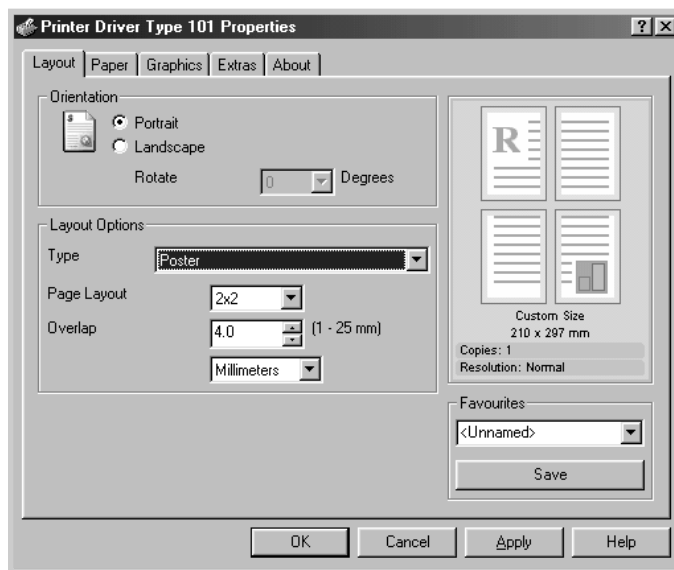 Printer Driver Type 101 Properties
Layout Paper Graphics Extras About
Orientation
Portrait
Landscape
Rotate 0 Degrees
Layout Options
Type Poster
Page Layout 2x2
Overlap 4.0 (1 - 25 mm)
Millimeters
R
Custom Size
210 x 297 mm
Copies: 1
Resolution: Normal
Favourites
<Unnamed>
Save
OK Cancel Apply Help